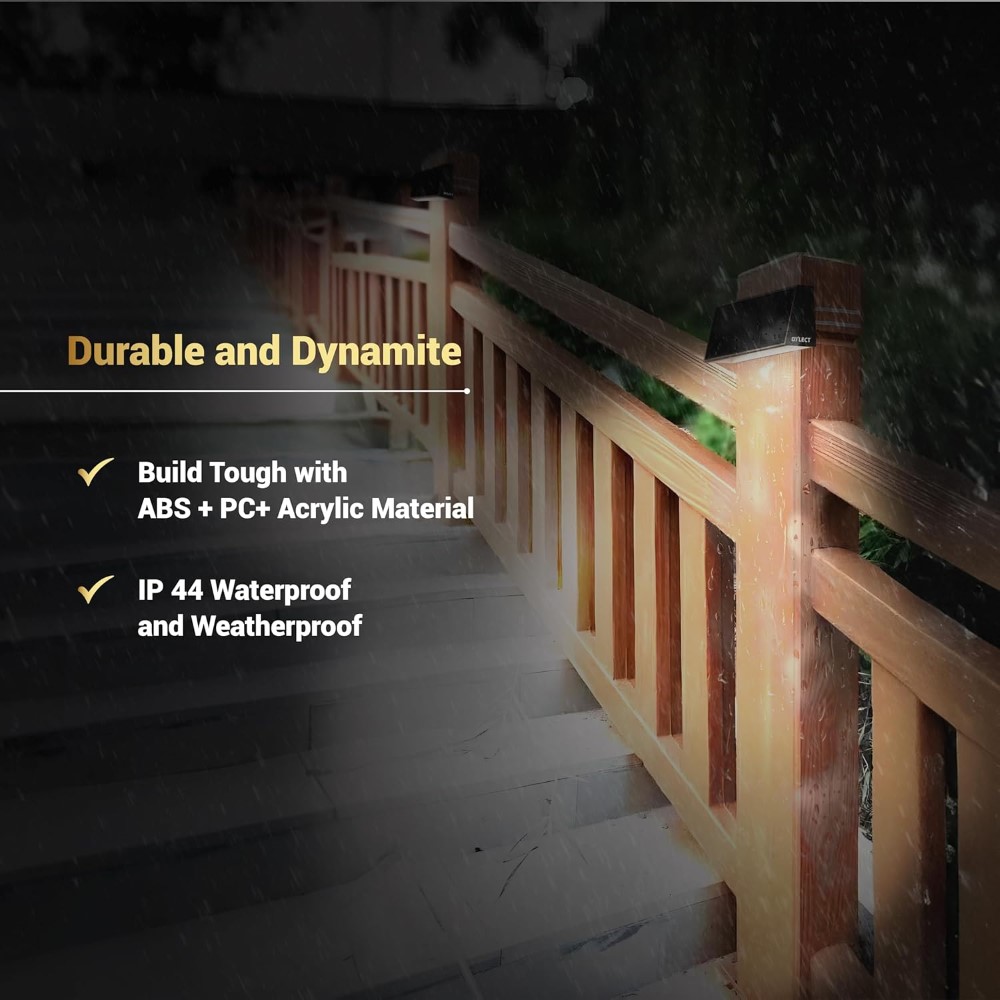 Durable and Dynamite
Build Tough with
ABS + PC+ Acrylic Material
IP 44 Waterproof
and Weatherproof